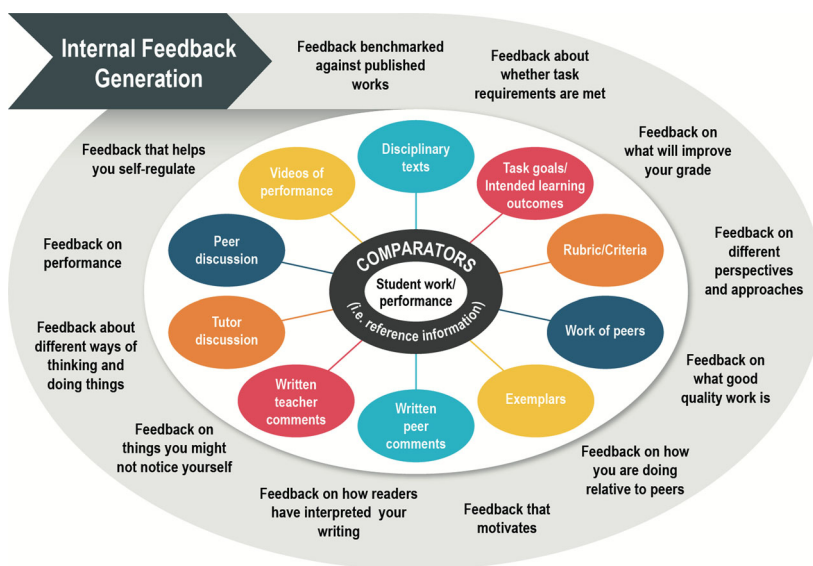 Internal Feedback
Generation
Feedback benchmarked
against published
works
Feedback about
whether task
requirements are met
Feedback on
what will improve
your grade
Feedback on
different
perspectives
and approaches
Feedback on
what good
quality work is
Feedback on how
you are doing
relative to peers
Feedback that
motivates
Feedback on how readers
have interpreted your
writing
Feedback on
things you might
not notice yourself
Feedback about
different ways of
thinking and
doing things
Feedback on
performance
Feedback that helps
you self-regulate
Disciplinary
texts
Task goals/
Intended learning
outcomes
Rubric/Criteria
Work of peers
Exemplars
Written
peer
comments
Written
teacher
comments
Tutor
discussion
Peer
discussion
Videos of
performance
COMPARATORS
Student work/
performance
(i.e. reference information)